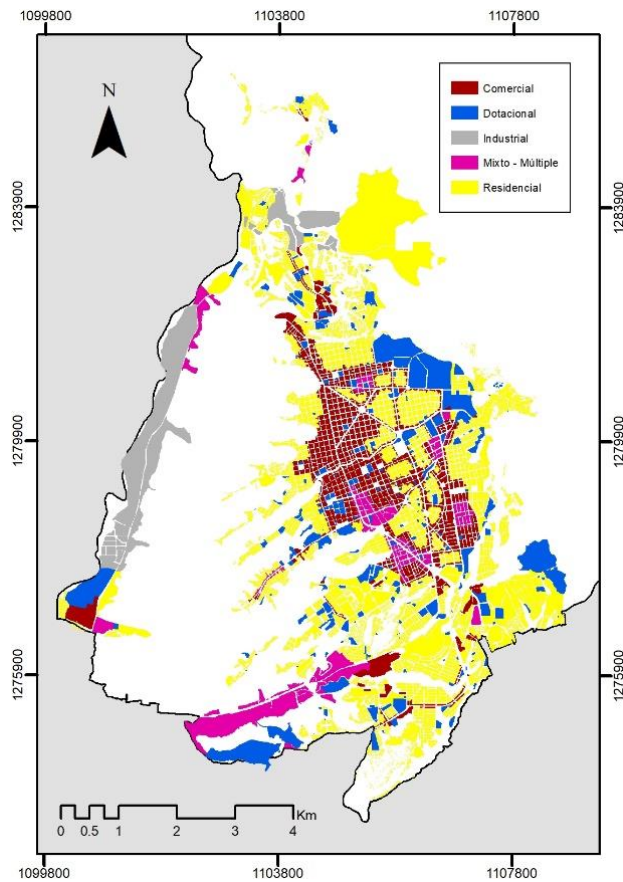 1099800 1103800 1107800
N
Comercial
Dotacional
Industrial
Mixto - Múltiple
Residencial
1283900 1283900
1279900 1279900
1275900 1275900
Km
0 0.5 1 2 3 4
1099800 1103800 1107800